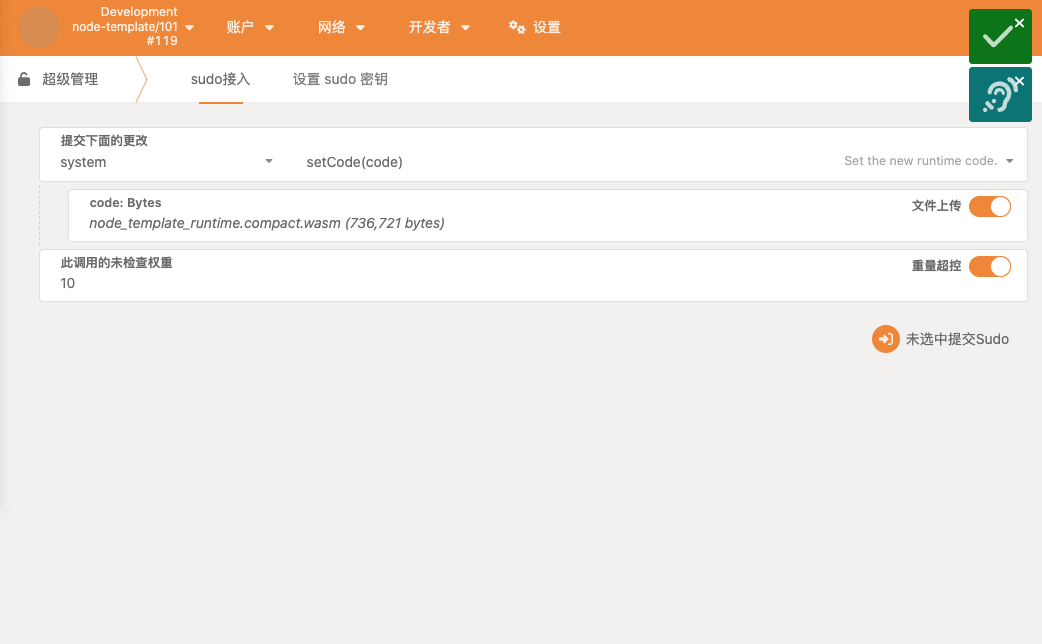 Development
node-template/101
#119
账户
网络
开发者
设置
超级管理
sudo接入
设置 sudo 密钥
提交下面的更改
system
setCode(code)
Set the new runtime code.
code: Bytes
node_template_runtime.compact.wasm (736,721 bytes)
文件上传
此调用的未检查权重
10
重量超控
未选中提交Sudo